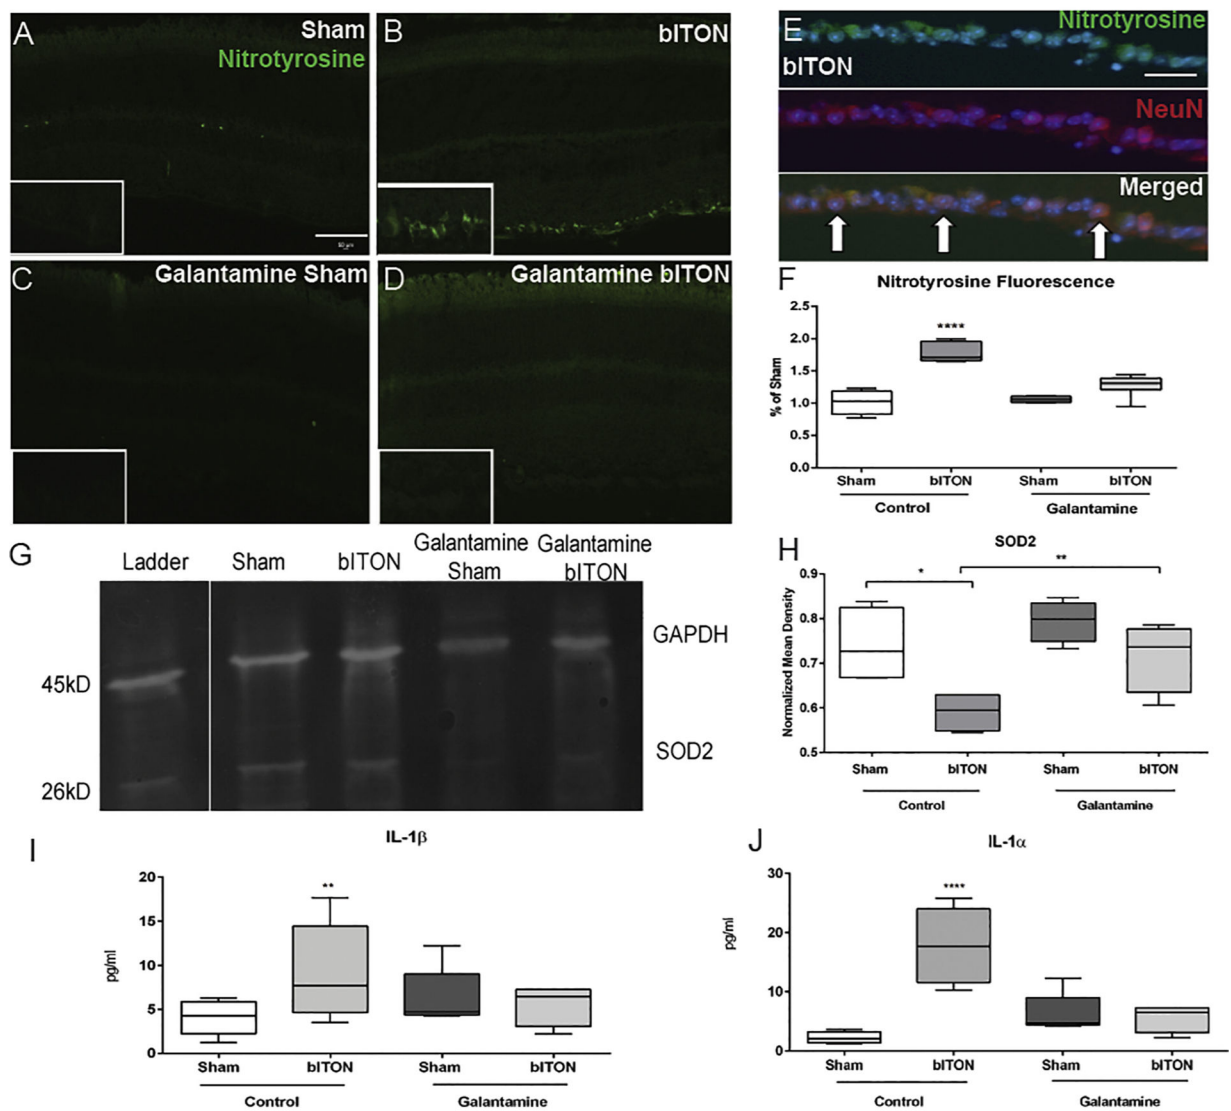 A
Sham
Nitrotyrosine
B
bITON
50 µm
C
Galantamine Sham
D
Galantamine bITON
E
Nitrotyrosine
bITON
NeuN
Merged
F
Nitrotyrosine Fluorescence
% of Sham
2.5
2.0
1.5
1.0
0.5
0.0
****
Sham
bITON
Sham
bITON
Control
Galantamine
G
Ladder
Sham
bITON
Galantamine
Sham
Galantamine
bITON
GAPDH
45kD
SOD2
26kD
H
SOD2
Normalized Mean Density
0.9
0.8
0.7
0.6
0.5
*
**
Sham
bITON
Sham
bITON
Control
Galantamine
I
IL-1β
pg/ml
20
15
10
5
0
**
Sham
bITON
Sham
bITON
Control
Galantamine
J
IL-1α
pg/ml
30
20
10
0
****
Sham
bITON
Sham
bITON
Control
Galantamine